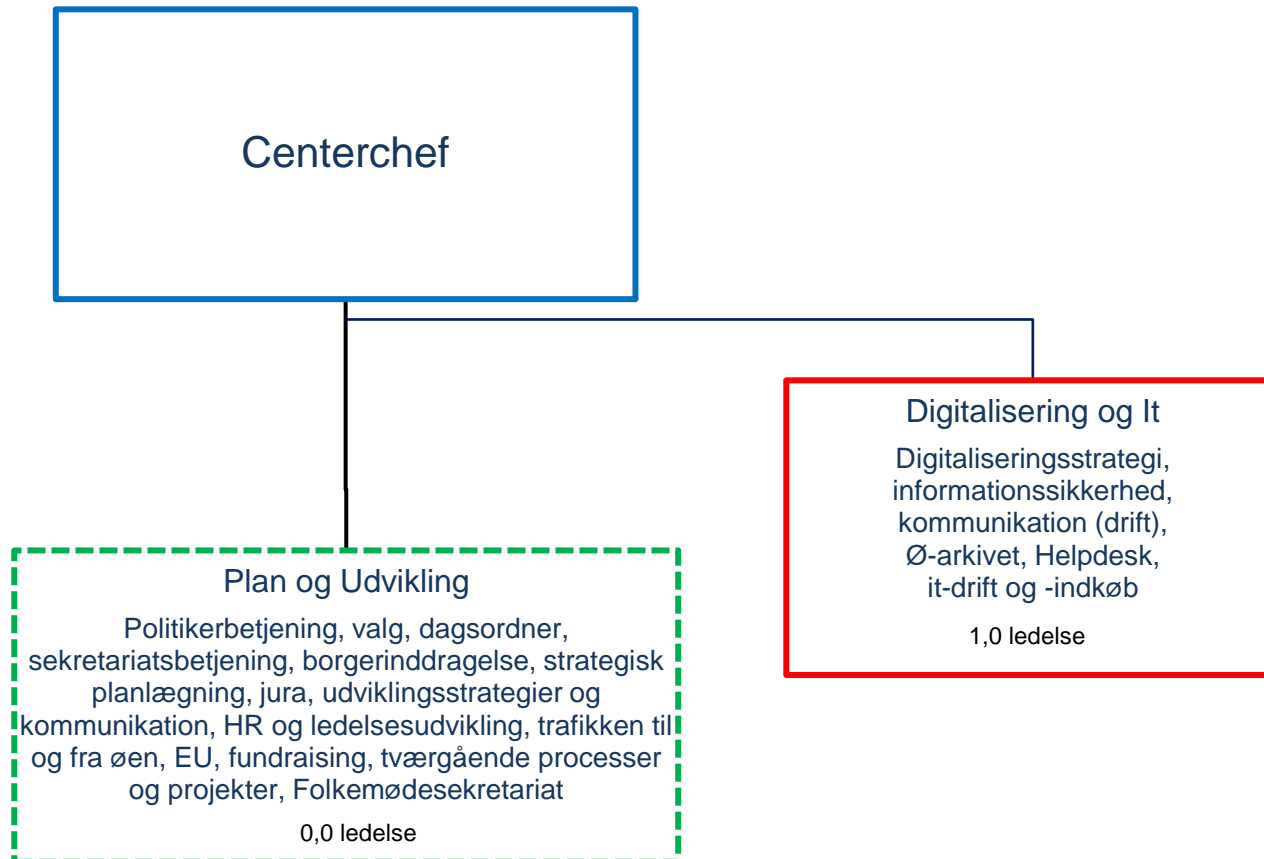 Centerchef
Digitalisering og It
Digitaliseringsstrategi,
informationssikkerhed,
kommunikation (drift),
Ø-arkivet, Helpdesk,
it-drift og -indkøb
1,0 ledelse
Plan og Udvikling
Politikerbetjening, valg, dagsordner,
sekretariatsbetjening, borgerinddragelse, strategisk
planlægning, jura, udviklingsstrategier og
kommunikation, HR og ledelsesudvikling, trafikken til
og fra øen, EU, fundraising, tværgående processer
og projekter, Folkemødesekretariat
0,0 ledelse